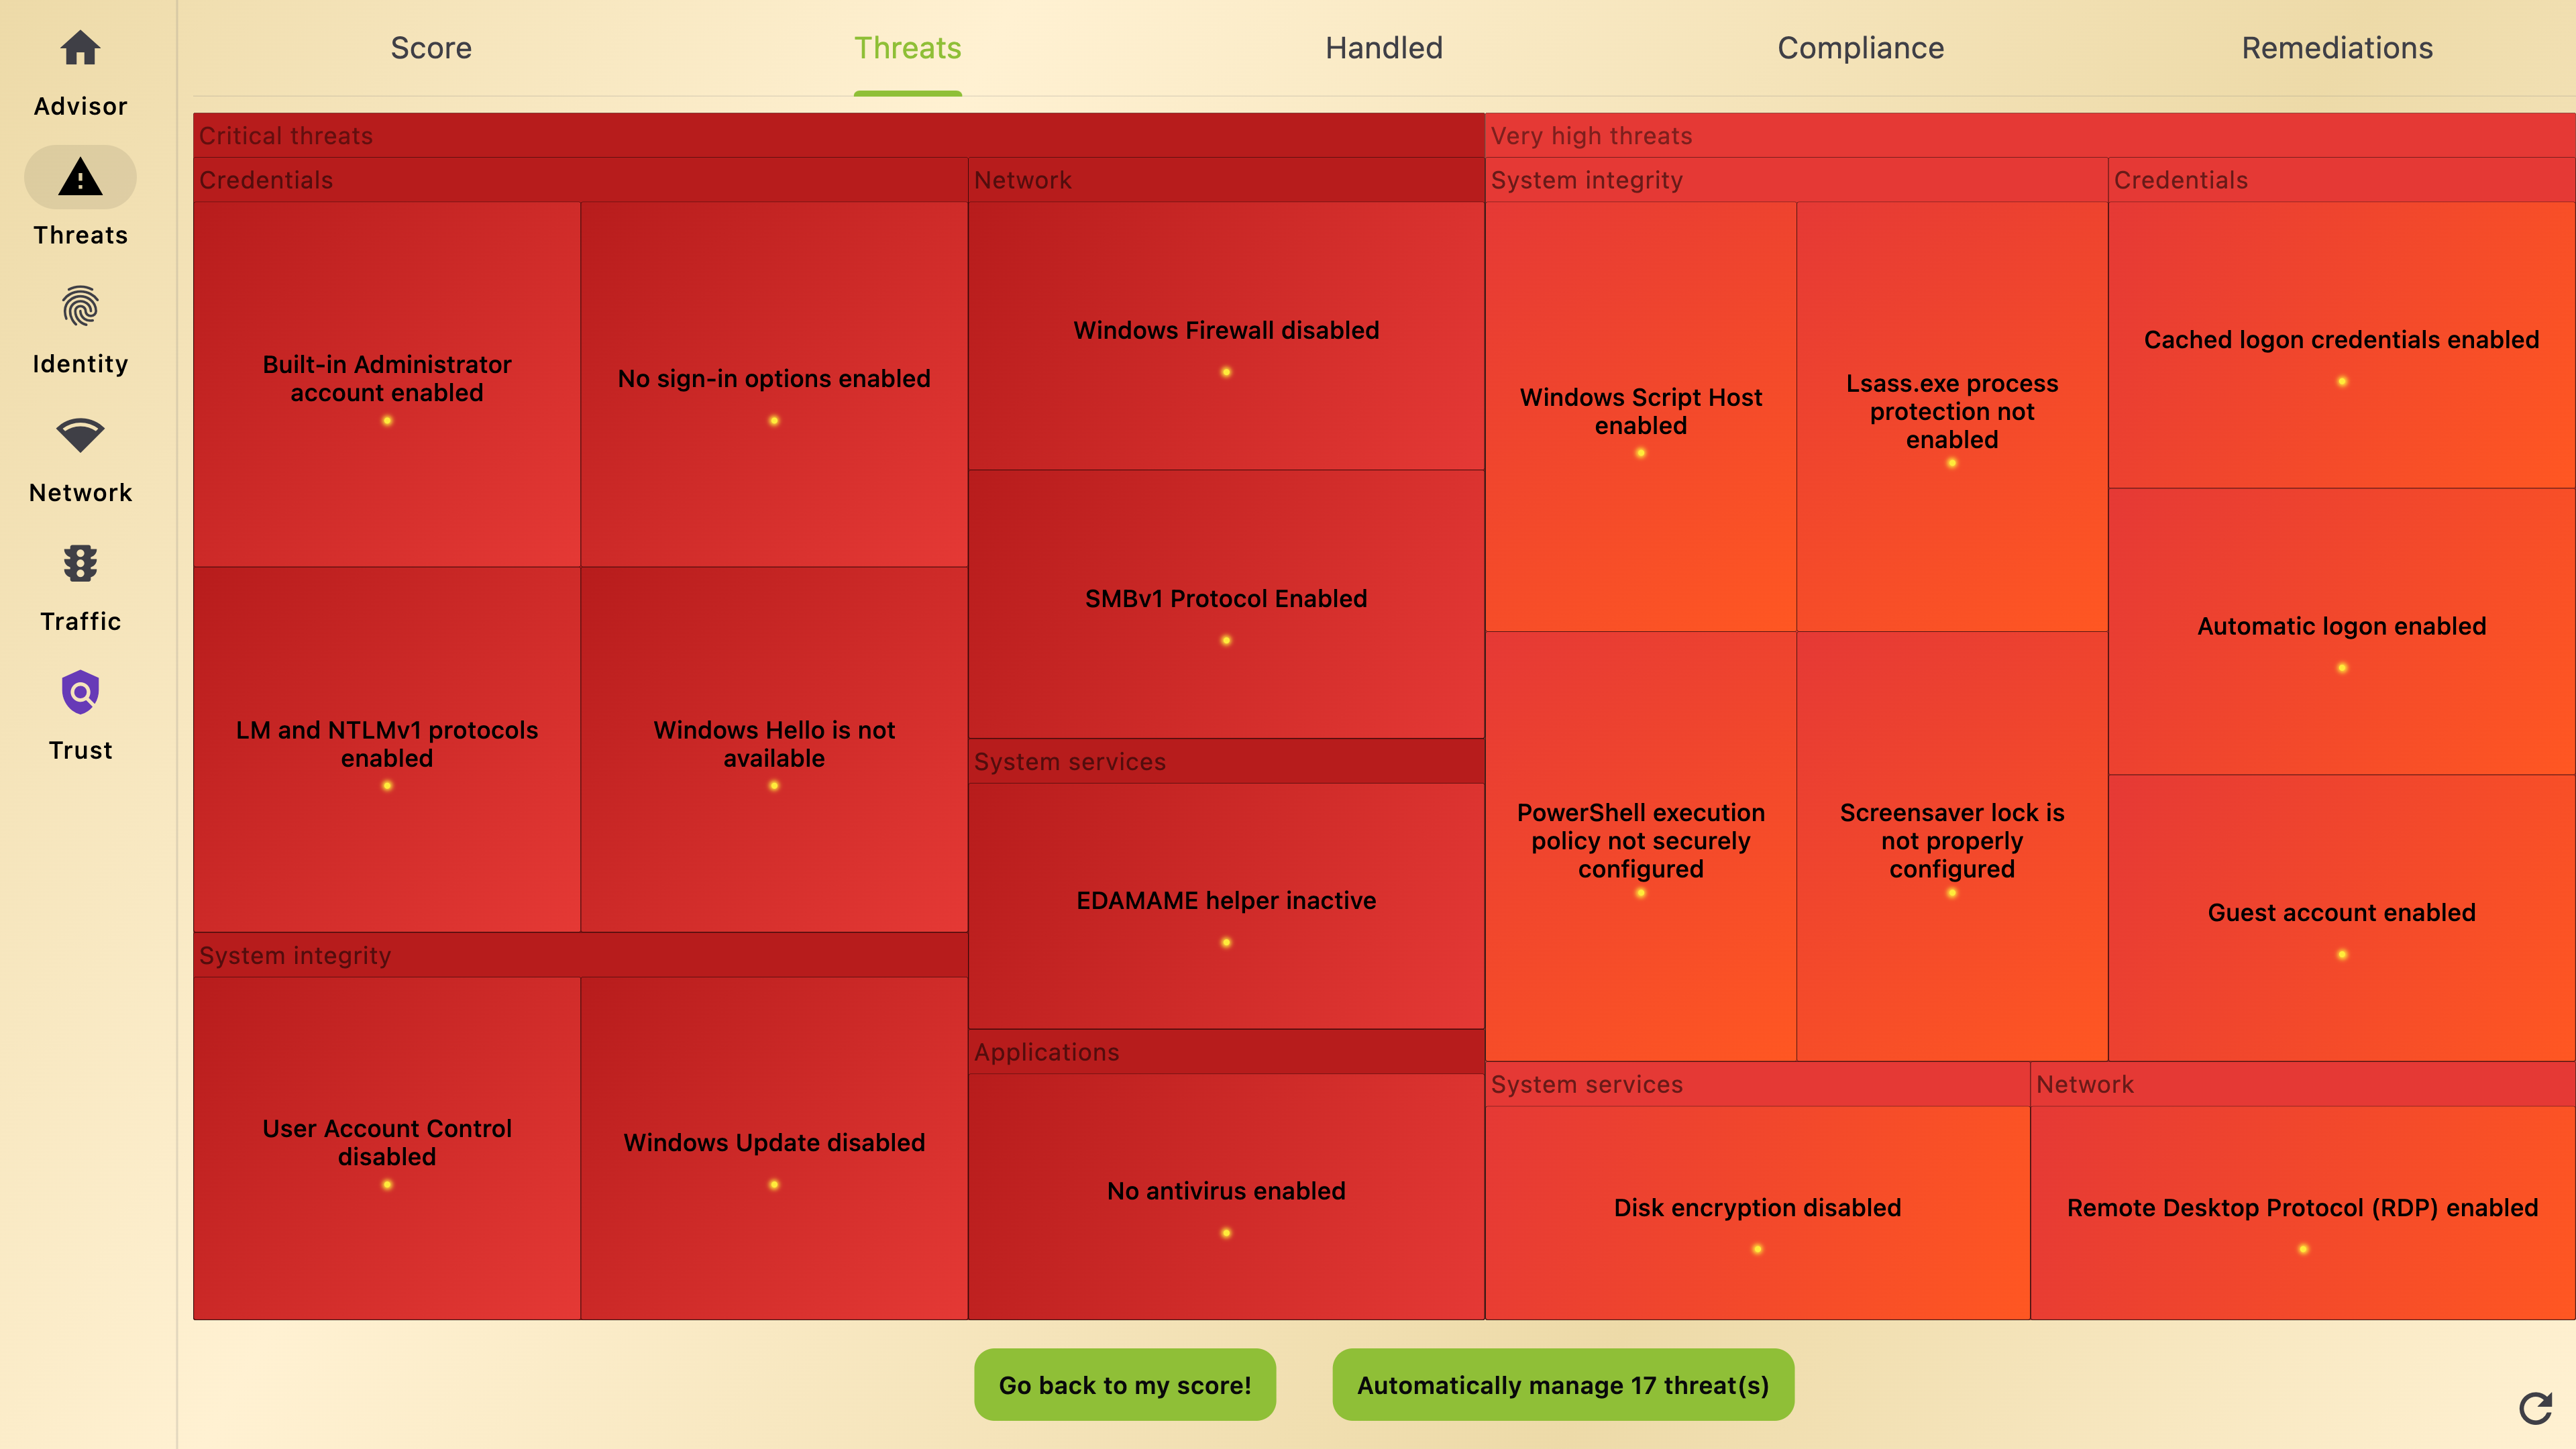 Advisor
Threats
Identity
Network
Traffic
Trust
Score
Threats
Handled
Compliance
Remediations
Critical threats
Credentials
Built-in Administrator
account enabled
No sign-in options enabled
LM and NTLMv1 protocols
enabled
Windows Hello is not
available
System integrity
User Account Control
disabled
Windows Update disabled
Network
Windows Firewall disabled
SMBv1 Protocol Enabled
System services
EDAMAME helper inactive
Applications
No antivirus enabled
Very high threats
System integrity
Windows Script Host
enabled
Lsass.exe process
protection not
enabled
PowerShell execution
policy not securely
configured
Screensaver lock is
not properly
configured
Credentials
Cached logon credentials enabled
Automatic logon enabled
Guest account enabled
System services
Disk encryption disabled
Network
Remote Desktop Protocol (RDP) enabled
Go back to my score!
Automatically manage 17 threat(s)